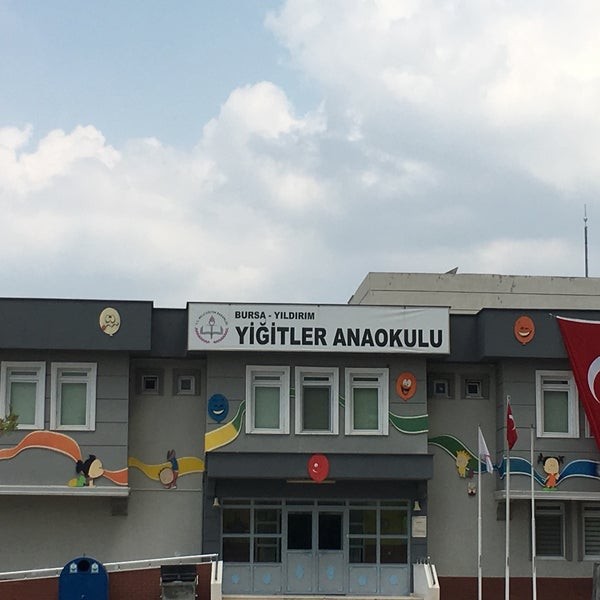 BURSA - YILDIRIM
YİĞİTLER ANAOKULU